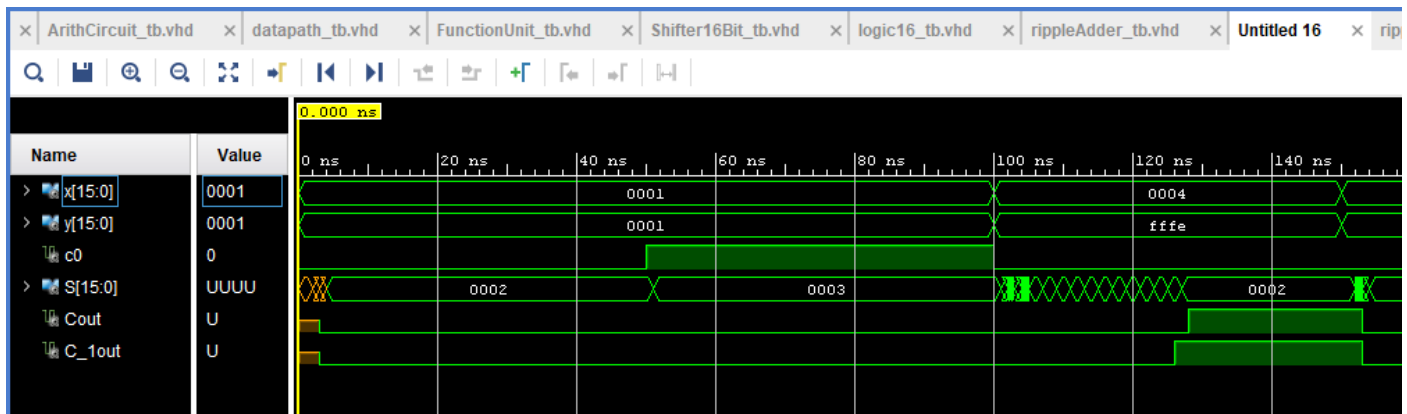 ArithCircuit_tb.vhd datapath_tb.vhd FunctionUnit_tb.vhd Shifter16Bit_tb.vhd logic16_tb.vhd rippleAdder_tb.vhd Untitled 16 rip
0.000 ns
Name Value 0 ns 20 ns 40 ns 60 ns 80 ns 100 ns 120 ns 140 ns
x[15:0] 0001 0001 0004
y[15:0] 0001 0001 fffe
c0 0
S[15:0] UUUU 0002 0003 0002
Cout U
C_1out U